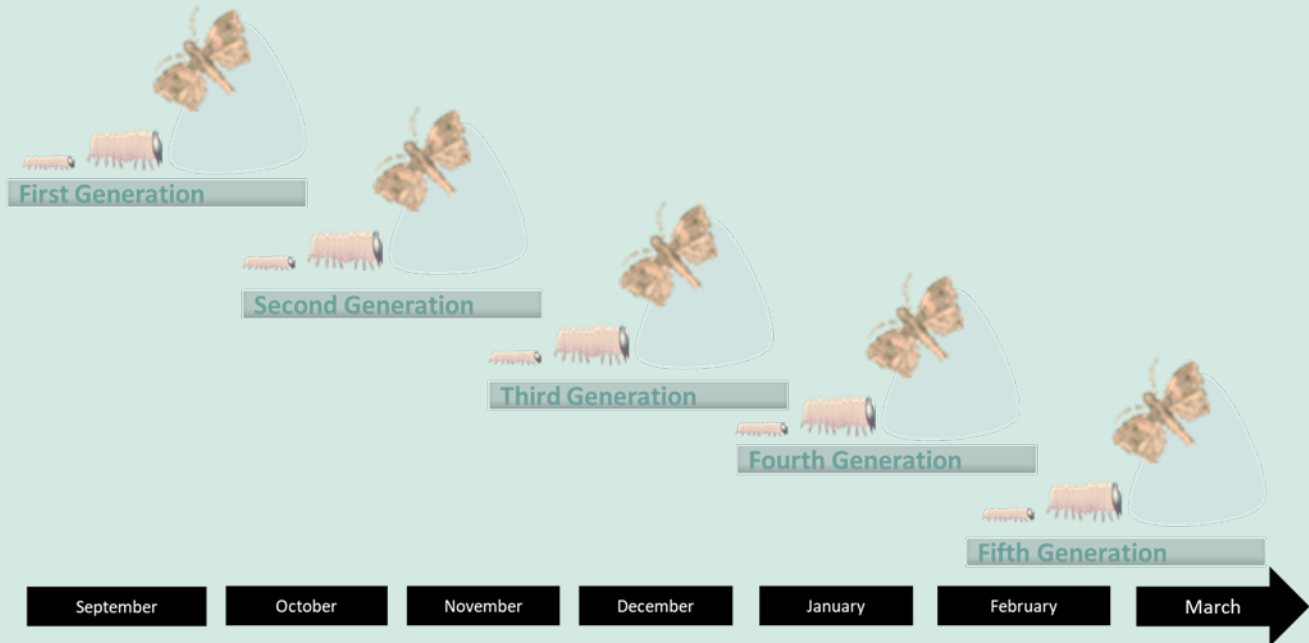 First Generation
Second Generation
Third Generation
Fourth Generation
Fifth Generation
September
October
November
December
January
February
March